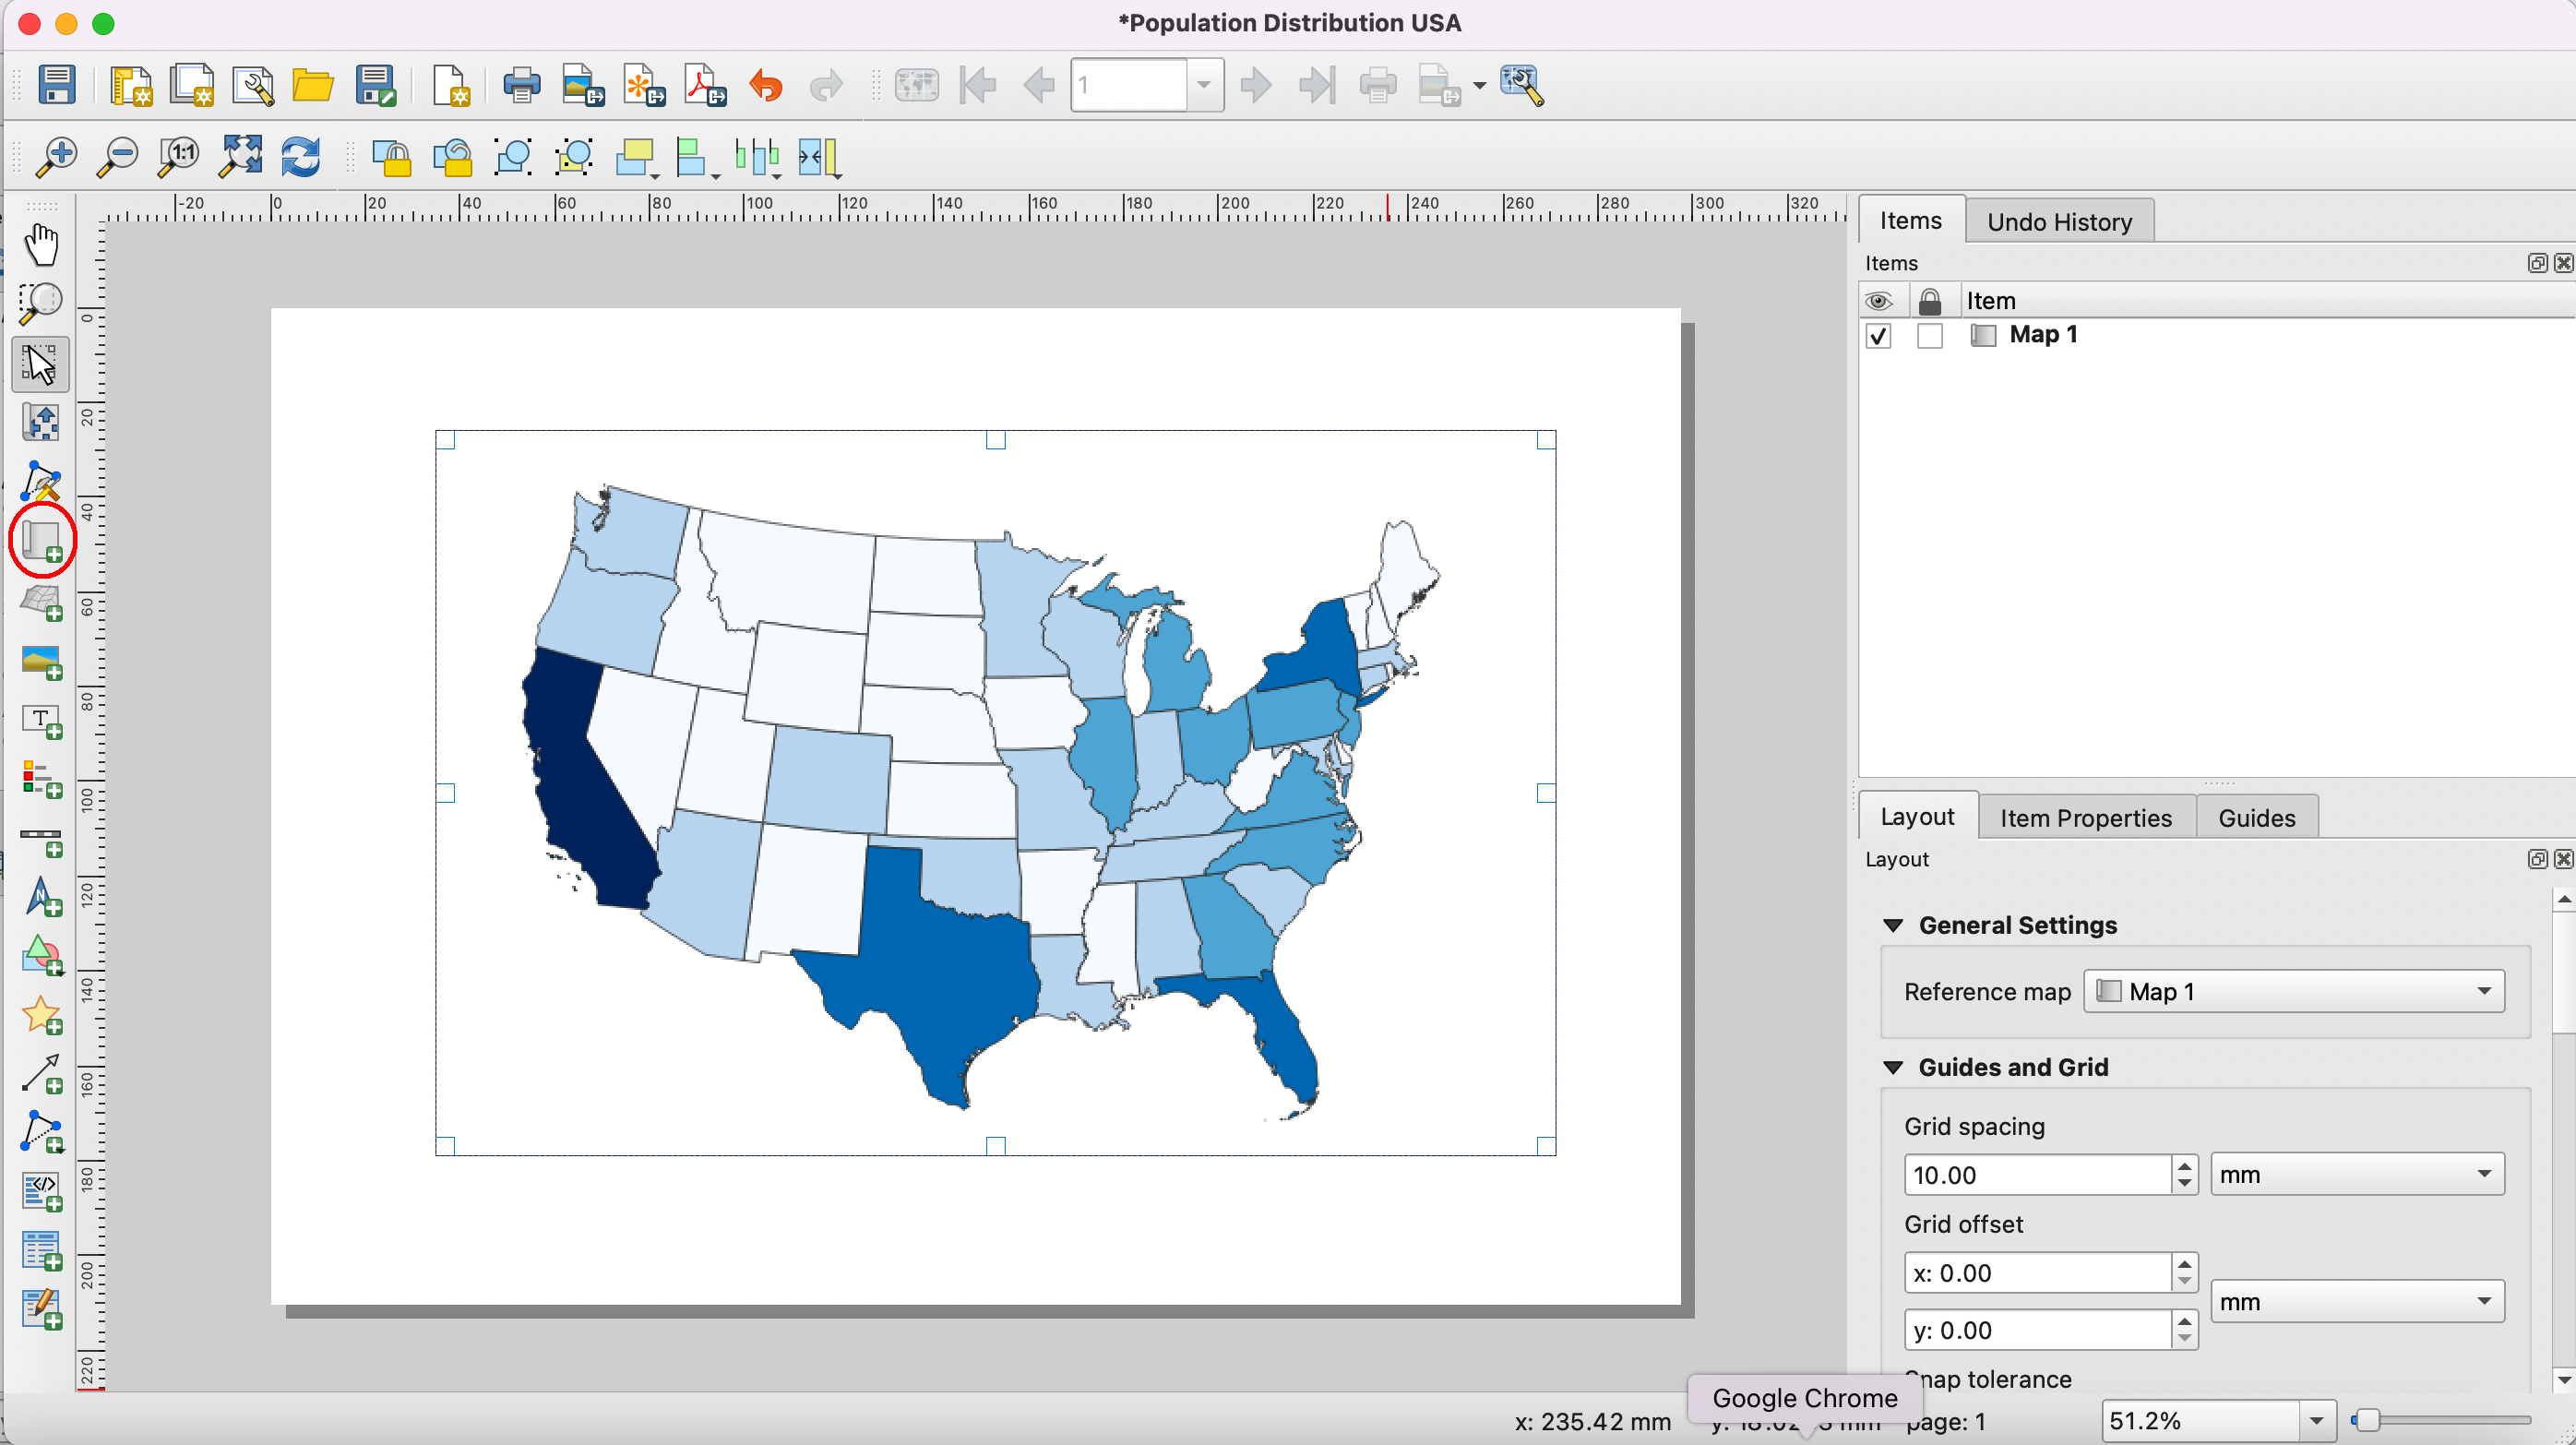 *Population Distribution USA
1
1:1
-20 0 20 40 60 80 100 120 140 160 180 200 220 240 260 280 300 320
0
20
40
60
80
100
120
140
160
180
200
220
T
N
</>
Items Undo History
Items
Item
Map 1
Layout Item Properties Guides
Layout
General Settings
Reference map Map 1
Guides and Grid
Grid spacing
10.00 mm
Grid offset
x: 0.00
mm
y: 0.00
Snap tolerance
Google Chrome
x: 235.42 mm page: 1 51.2%